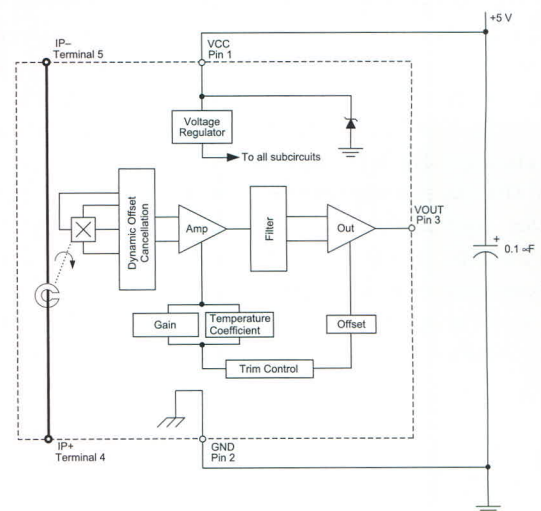 +5 V
IP–
Terminal 5
VCC
Pin 1
Voltage
Regulator
To all subcircuits
Dynamic Offset
Cancellation
Amp
Filter
Out
VOUT
Pin 3
+
0.1 ∝F
Gain
Temperature
Coefficient
Offset
Trim Control
IP+
Terminal 4
GND
Pin 2